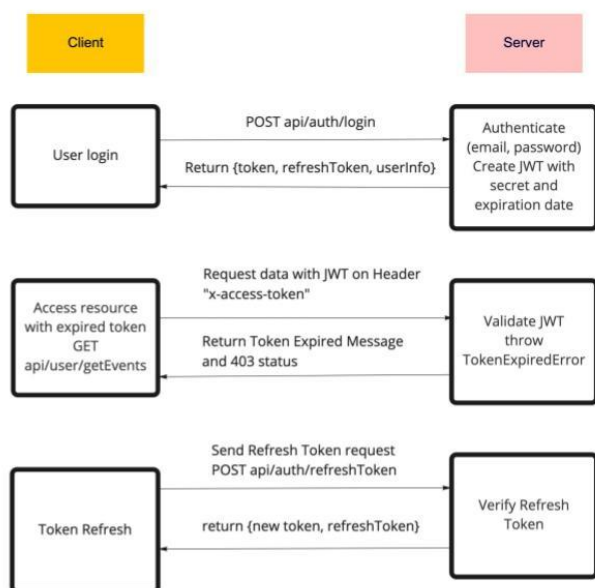 Client
Server
User login
POST api/auth/login
Return {token, refreshToken, userInfo}
Authenticate
(email, password)
Create JWT with
secret and
expiration date
Access resource
with expired token
GET
api/user/getEvents
Request data with JWT on Header
"x-access-token"
Return Token Expired Message
and 403 status
Validate JWT
throw
TokenExpiredError
Token Refresh
Send Refresh Token request
POST api/auth/refreshToken
return {new token, refreshToken}
Verify Refresh
Token